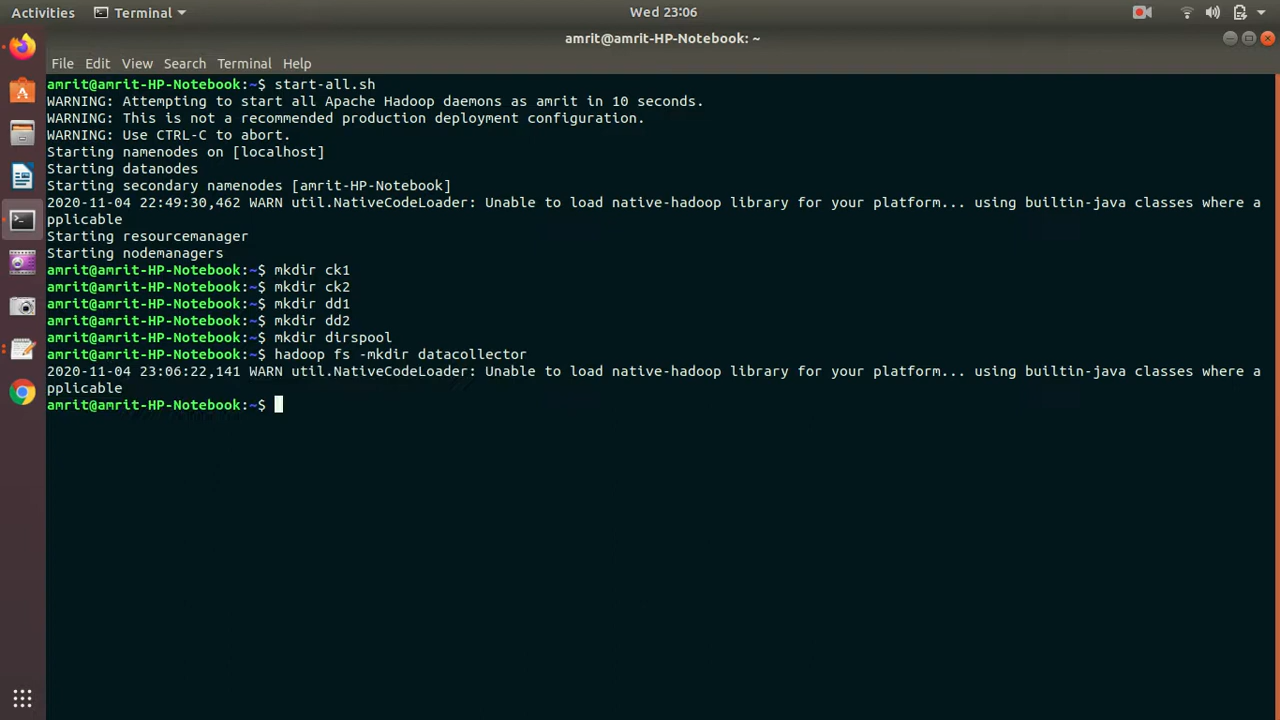 Activities Terminal Wed 23:06
amrit@amrit-HP-Notebook: ~
File Edit View Search Terminal Help
amrit@amrit-HP-Notebook:~$ start-all.sh
WARNING: Attempting to start all Apache Hadoop daemons as amrit in 10 seconds.
WARNING: This is not a recommended production deployment configuration.
WARNING: Use CTRL-C to abort.
Starting namenodes on [localhost]
Starting datanodes
Starting secondary namenodes [amrit-HP-Notebook]
2020-11-04 22:49:30,462 WARN util.NativeCodeLoader: Unable to load native-hadoop library for your platform... using builtin-java classes where a
pplicable
Starting resourcemanager
Starting nodemanagers
amrit@amrit-HP-Notebook:~$ mkdir ck1
amrit@amrit-HP-Notebook:~$ mkdir ck2
amrit@amrit-HP-Notebook:~$ mkdir dd1
amrit@amrit-HP-Notebook:~$ mkdir dd2
amrit@amrit-HP-Notebook:~$ mkdir dirspool
amrit@amrit-HP-Notebook:~$ hadoop fs -mkdir datacollector
2020-11-04 23:06:22,141 WARN util.NativeCodeLoader: Unable to load native-hadoop library for your platform... using builtin-java classes where a
pplicable
amrit@amrit-HP-Notebook:~$